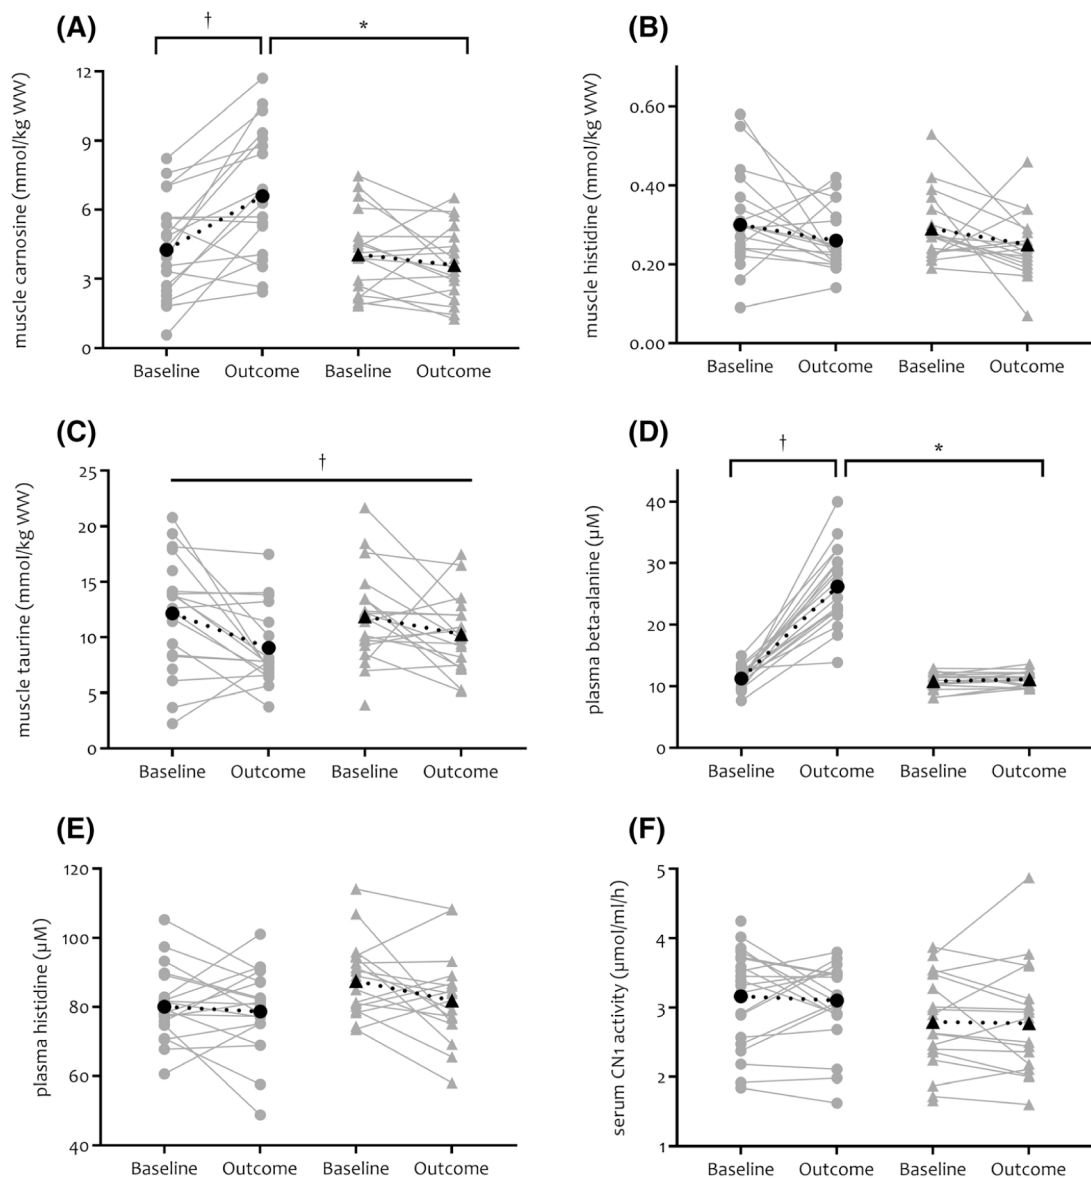 (A)
† *
muscle carnosine (mmol/kg WW)
12
9
6
3
0
Baseline Outcome Baseline Outcome
(B)
muscle histidine (mmol/kg WW)
0.60
0.40
0.20
0.00
Baseline Outcome Baseline Outcome
(C)
†
muscle taurine (mmol/kg WW)
25
20
15
10
5
0
Baseline Outcome Baseline Outcome
(D)
† *
plasma beta-alanine (µM)
40
30
20
10
0
Baseline Outcome Baseline Outcome
(E)
plasma histidine (µM)
120
100
80
60
40
Baseline Outcome Baseline Outcome
(F)
serum CN1 activity (µmol/ml/h)
5
4
3
2
1
Baseline Outcome Baseline Outcome